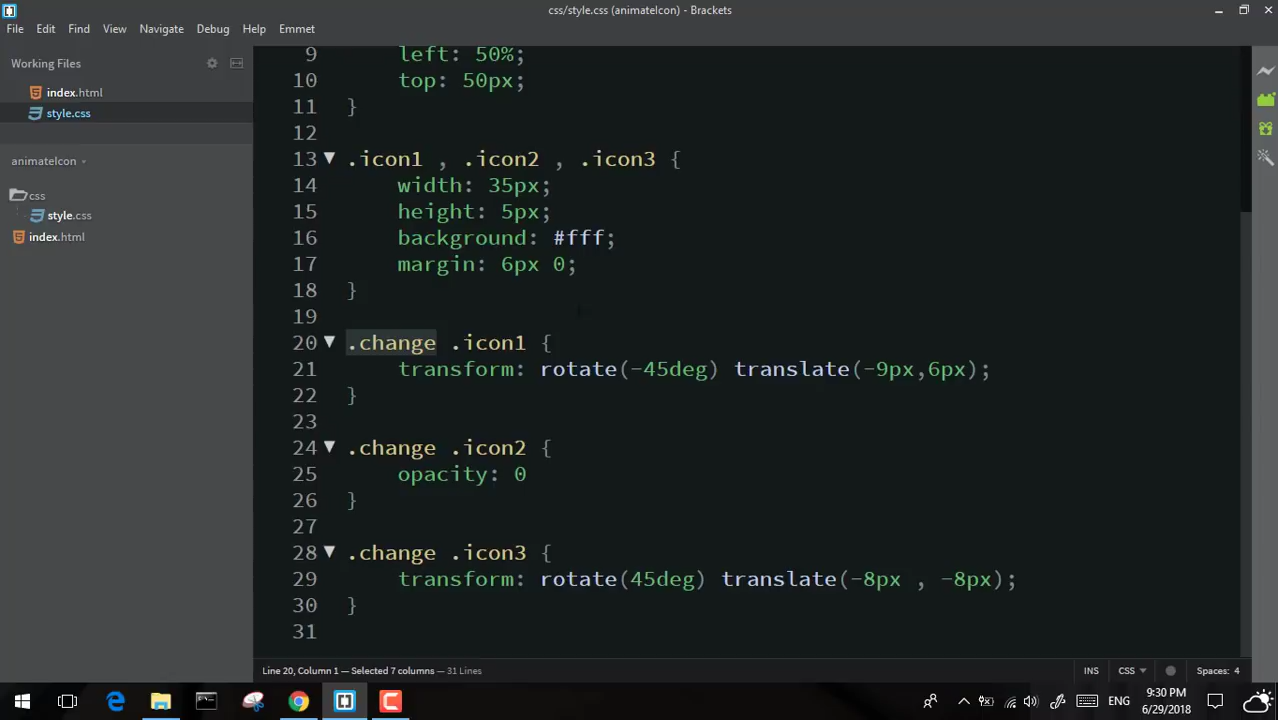 css/style.css (animateIcon) - Brackets
File Edit Find View Navigate Debug Help Emmet
Working Files
index.html
style.css
animateIcon
css
style.css
index.html
9 left: 50%;
10 top: 50px;
11 }
12
13 .icon1 , .icon2 , .icon3 {
14 width: 35px;
15 height: 5px;
16 background: #fff;
17 margin: 6px 0;
18 }
19
20 .change .icon1 {
21 transform: rotate(-45deg) translate(-9px,6px);
22 }
23
24 .change .icon2 {
25 opacity: 0
26 }
27
28 .change .icon3 {
29 transform: rotate(45deg) translate(-8px , -8px);
30 }
31
Line 20, Column 1 — Selected 7 columns — 31 Lines
INS CSS Spaces: 4
ENG
9:30 PM
6/29/2018